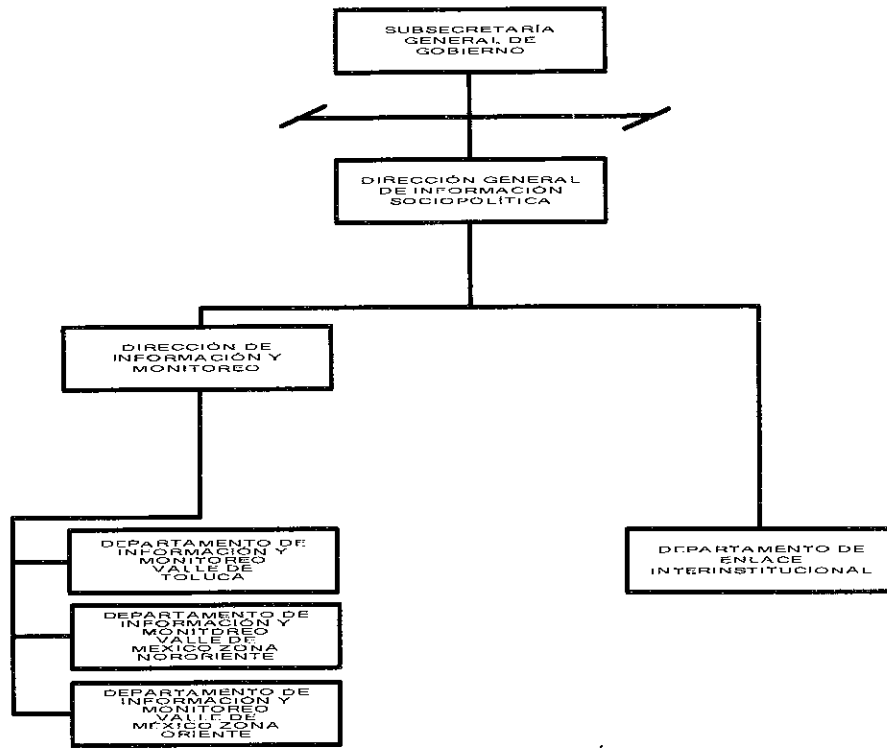 SUBSECRETARÍA
GENERAL DE
GOBIERNO
DIRECCIÓN GENERAL
DE INFORMACIÓN
SOCIOPOLÍTICA
DIRECCIÓN DE
INFORMACIÓN Y
MONITOREO
DEPARTAMENTO DE
INFORMACIÓN Y
MONITOREO
VALLE DE
TOLUCA
DEPARTAMENTO DE
ENLACE
INTERINSTITUCIONAL
DEPARTAMENTO DE
INFORMACIÓN Y
MONITOREO
VALLE DE
MÉXICO ZONA
NORORIENTE
DEPARTAMENTO DE
INFORMACIÓN Y
MONITOREO
VALLE DE
MÉXICO ZONA
ORIENTE